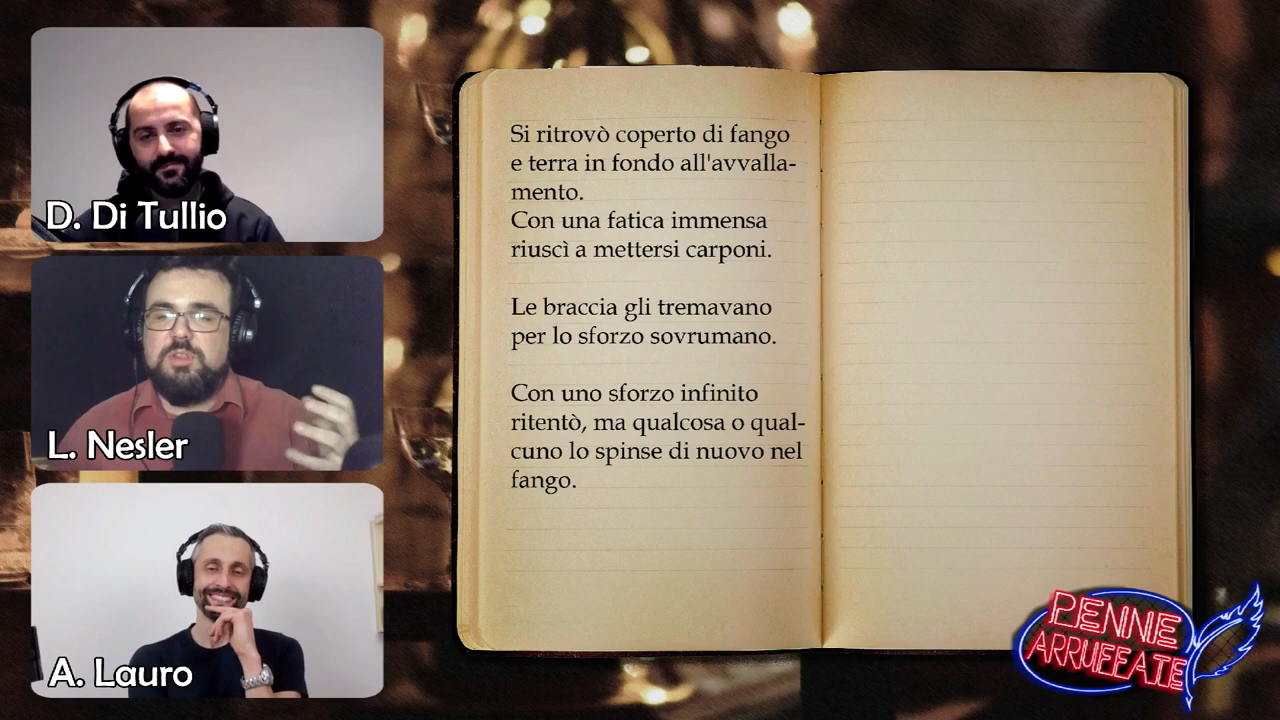 D. Di Tullio
L. Nesler
A. Lauro
Si ritrovò coperto di fango
e terra in fondo all'avvalla-
mento.
Con una fatica immensa
riuscì a mettersi carponi.
Le braccia gli tremavano
per lo sforzo sovrumano.
Con uno sforzo infinito
ritentò, ma qualcosa o qual-
cuno lo spinse di nuovo nel
fango.
PENNE
ARRUFFATE